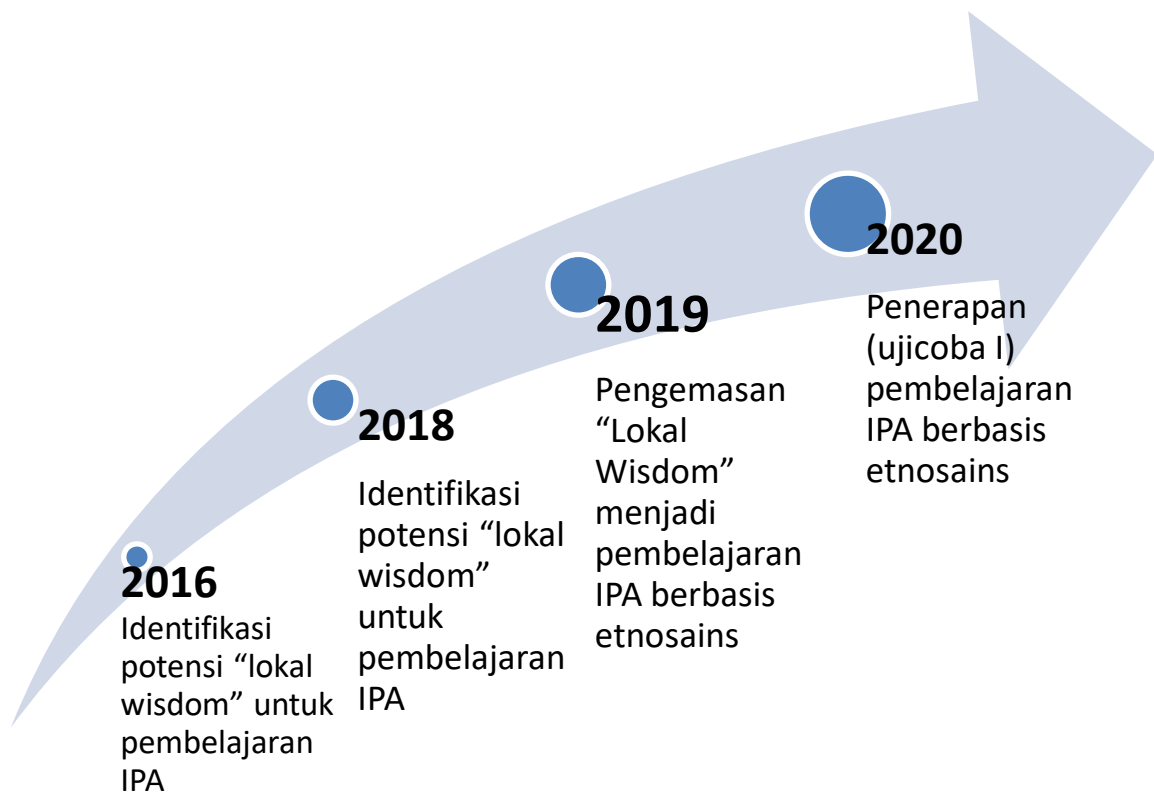 2016
Identifikasi
potensi “lokal
wisdom” untuk
pembelajaran
IPA
2018
Identifikasi
potensi “lokal
wisdom”
untuk
pembelajaran
IPA
2019
Pengemasan
“Lokal
Wisdom”
menjadi
pembelajaran
IPA berbasis
etnosains
2020
Penerapan
(ujicoba I)
pembelajaran
IPA berbasis
etnosains